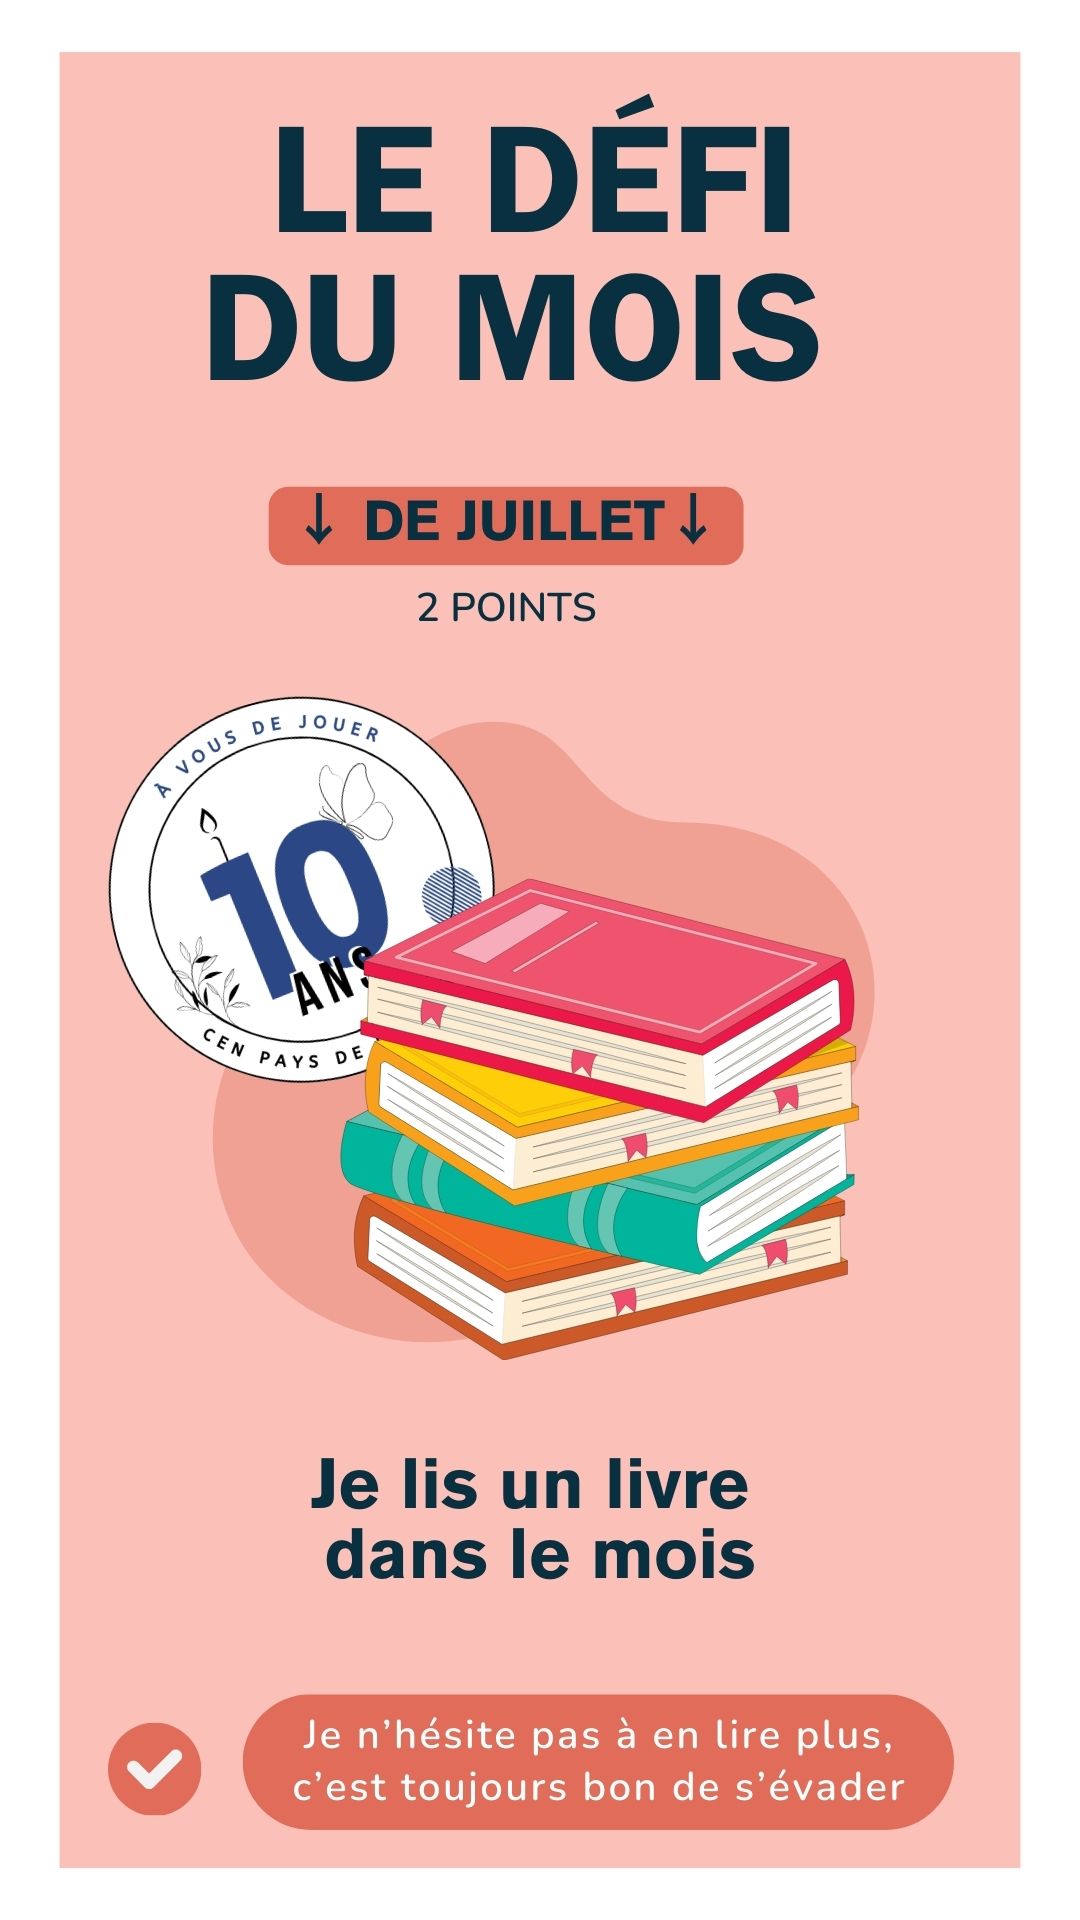 LE DÉFI
DU MOIS
↓ DE JUILLET ↓
2 POINTS
À VOUS DE JOUER
10
ANS
CEN PAYS DE
Je lis un livre
dans le mois
Je n’hésite pas à en lire plus,
c’est toujours bon de s’évader